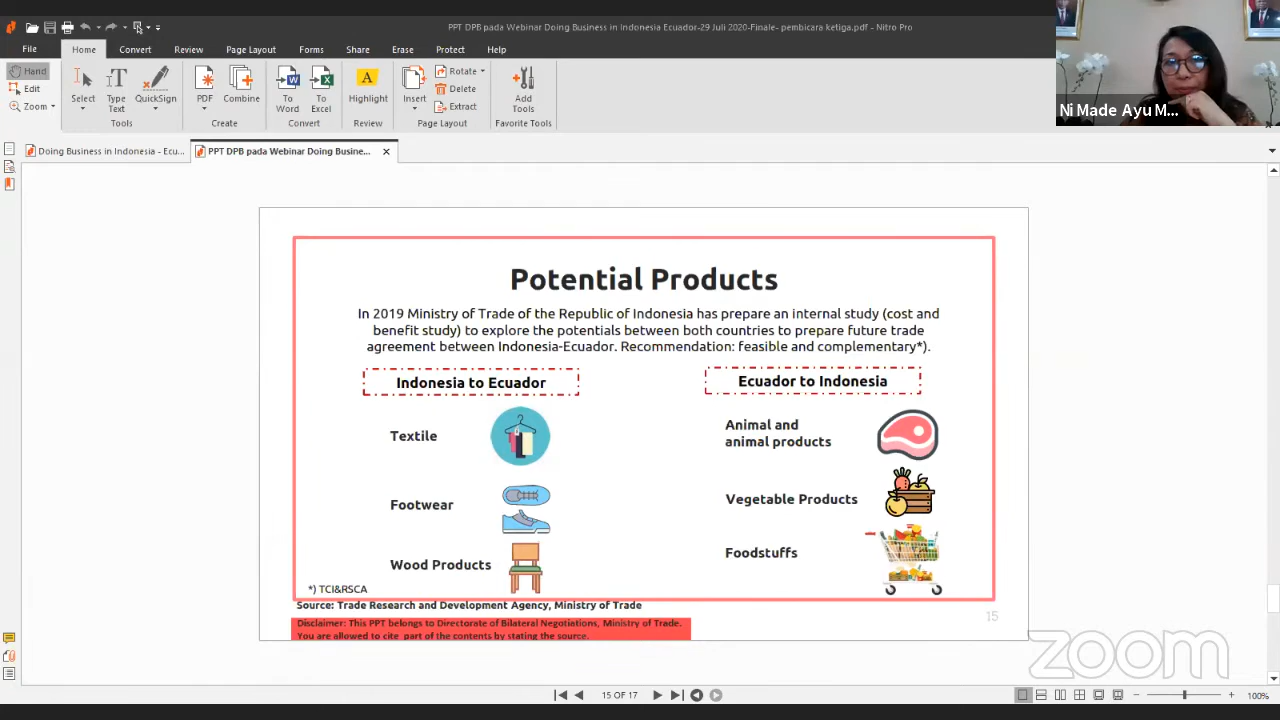 PPT DPB pada Webinar Doing Business in Indonesia Ecuador-29 Juli 2020-Finale- pembicara ketiga.pdf - Nitro Pro
File Home Convert Review Page Layout Forms Share Erase Protect Help
Hand
Edit
Zoom
Select
Type Text
QuickSign
Tools
PDF
Combine
Create
To Word
To Excel
Convert
A
Highlight
Review
Insert
Rotate
Delete
Extract
Page Layout
Add Tools
Favorite Tools
Ni Made Ayu M...
Doing Business in Indonesia - Ecu...
PPT DPB pada Webinar Doing Busine...
Potential Products
In 2019 Ministry of Trade of the Republic of Indonesia has prepare an internal study (cost and
benefit study) to explore the potentials between both countries to prepare future trade
agreement between Indonesia-Ecuador. Recommendation: feasible and complementary*).
Indonesia to Ecuador
Textile
Footwear
Wood Products
Ecuador to Indonesia
Animal and
animal products
Vegetable Products
Foodstuffs
*) TCI&RSCA
Source: Trade Research and Development Agency, Ministry of Trade
Disclaimer: This PPT belongs to Directorate of Bilateral Negotiations, Ministry of Trade.
You are allowed to cite part of the contents by stating the source.
15
zoom
15 OF 17
100%